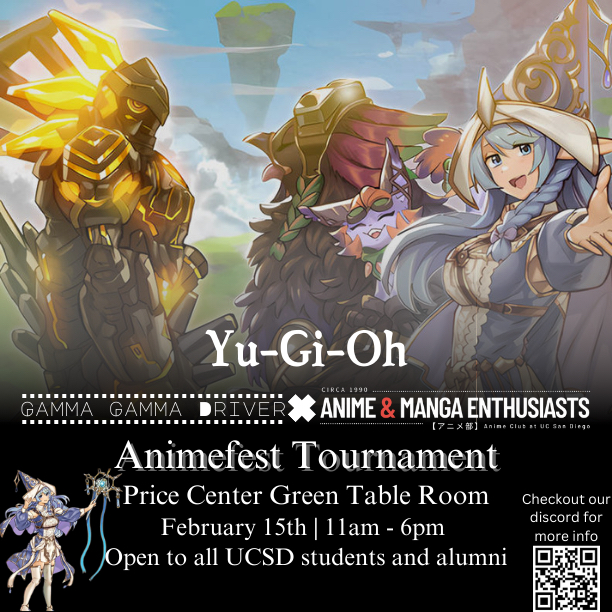 Yu-Gi-Oh
GAMMA GAMMA DRIVER
CIRCA 1990
ANIME & MANGA ENTHUSIASTS
【アニメ部】Anime Club at UC San Diego
Animefest Tournament
Price Center Green Table Room
February 15th | 11am - 6pm
Open to all UCSD students and alumni
Checkout our
discord for
more info